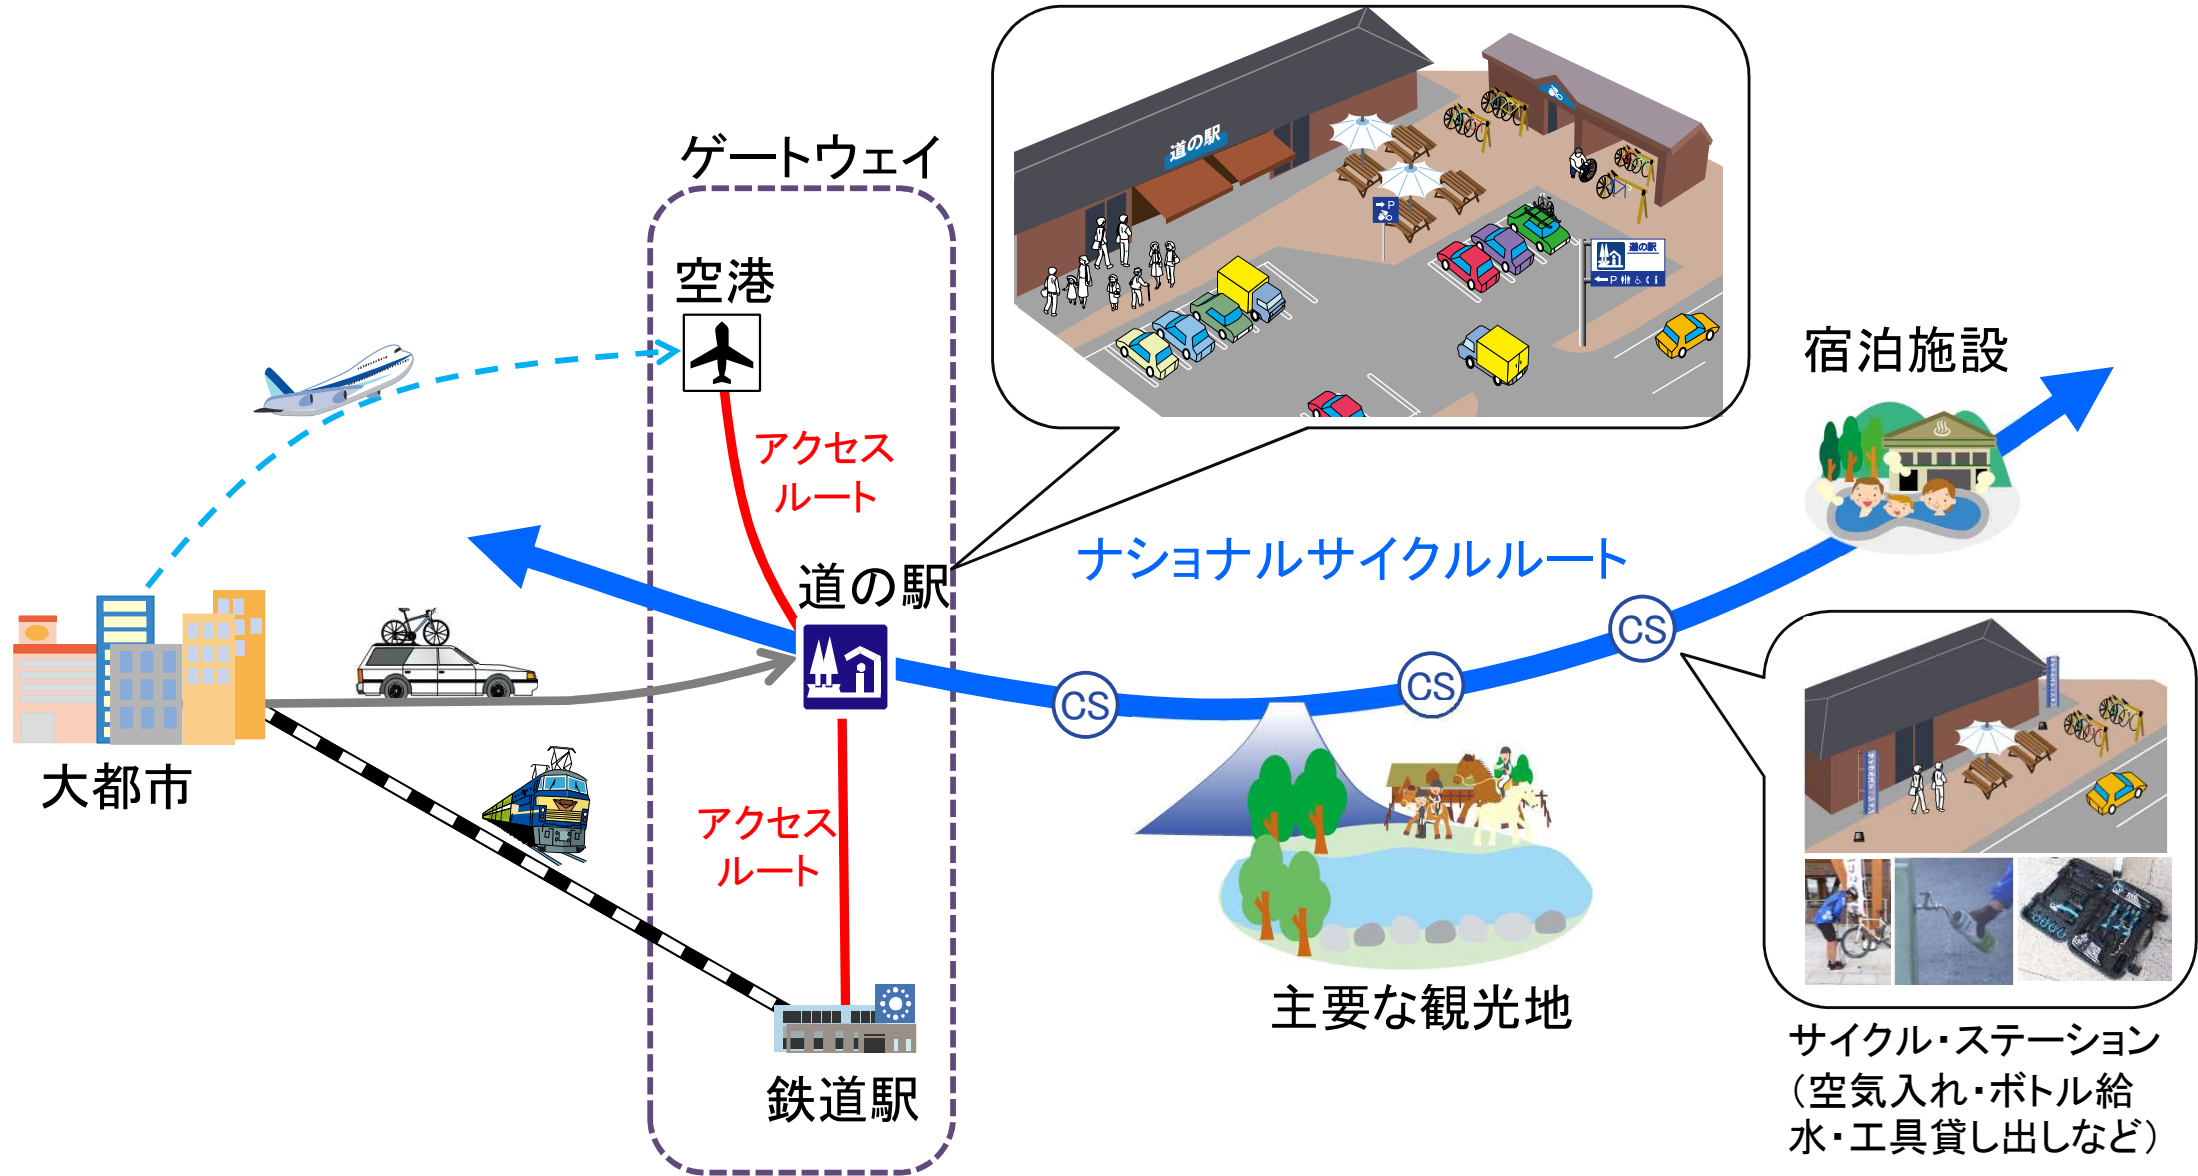 ゲートウェイ
空港
アクセス
ルート
道の駅
道の駅
P
道の駅
P
宿泊施設
ナショナルサイクルルート
CS
CS
CS
大都市
アクセス
ルート
鉄道駅
主要な観光地
サイクル・ステーション
（空気入れ・ボトル給
水・工具貸し出しなど）